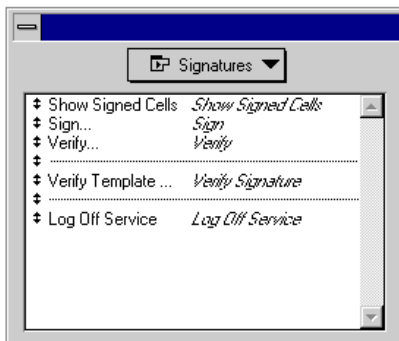 Signatures
Show Signed Cells Show Signed Cells
Sign... Sign
Verify... Verify
Verify Template ... Verify Signature
Log Off Service Log Off Service